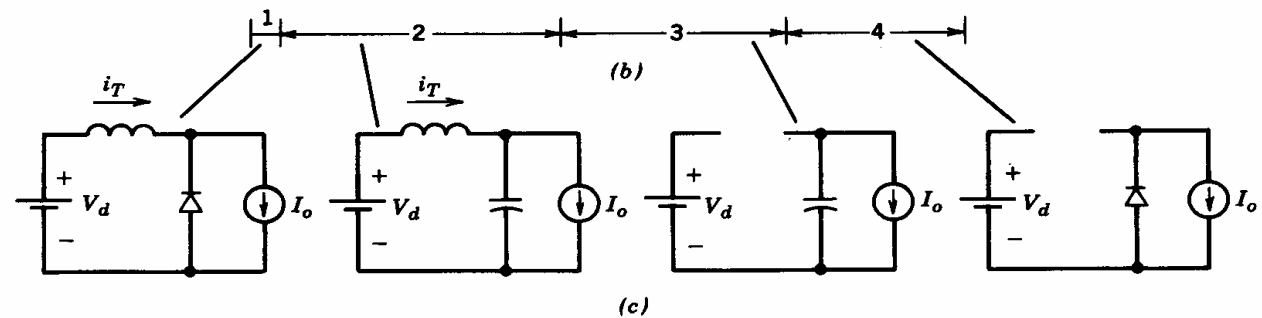 1 2 3 4
(b)
i_T i_T
+ + + +
V_d I_o V_d I_o V_d I_o V_d I_o
− − − −
(c)